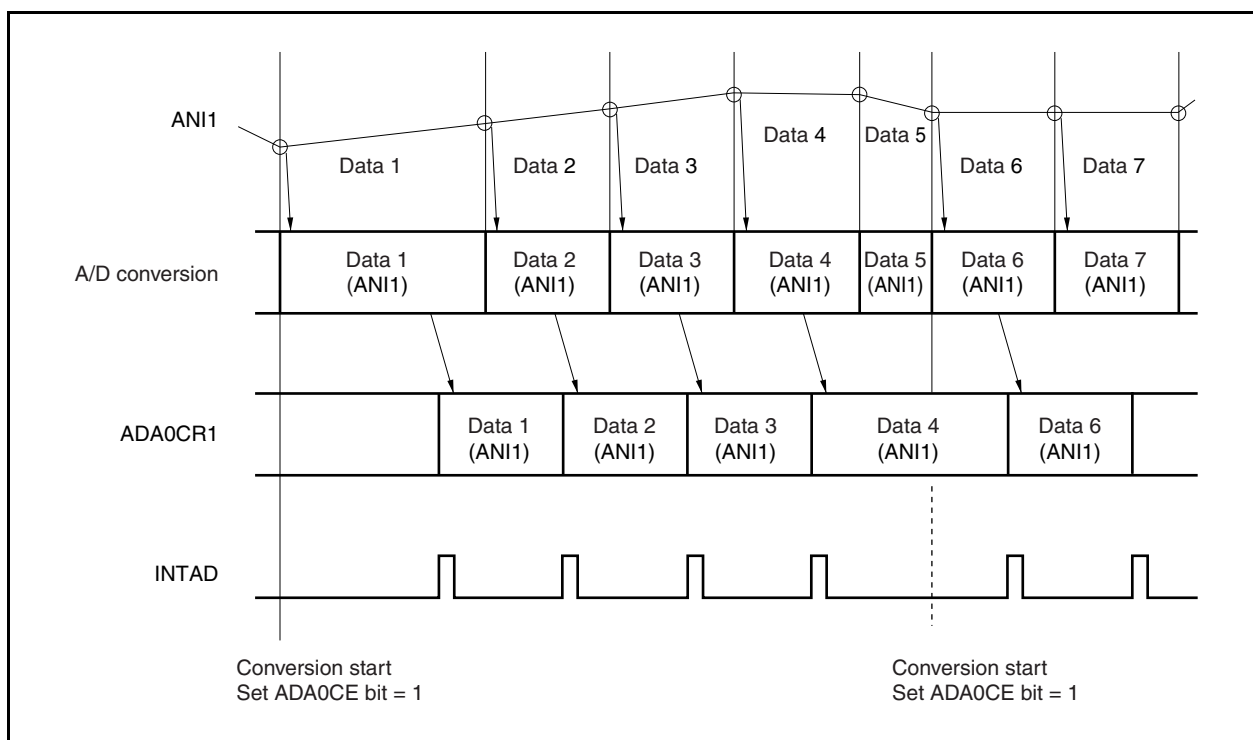 ANI1
Data 1
Data 2
Data 3
Data 4
Data 5
Data 6
Data 7
A/D conversion
Data 1
(ANI1)
Data 2
(ANI1)
Data 3
(ANI1)
Data 4
(ANI1)
Data 5
(ANI1)
Data 6
(ANI1)
Data 7
(ANI1)
ADA0CR1
Data 1
(ANI1)
Data 2
(ANI1)
Data 3
(ANI1)
Data 4
(ANI1)
Data 6
(ANI1)
INTAD
Conversion start
Set ADA0CE bit = 1
Conversion start
Set ADA0CE bit = 1